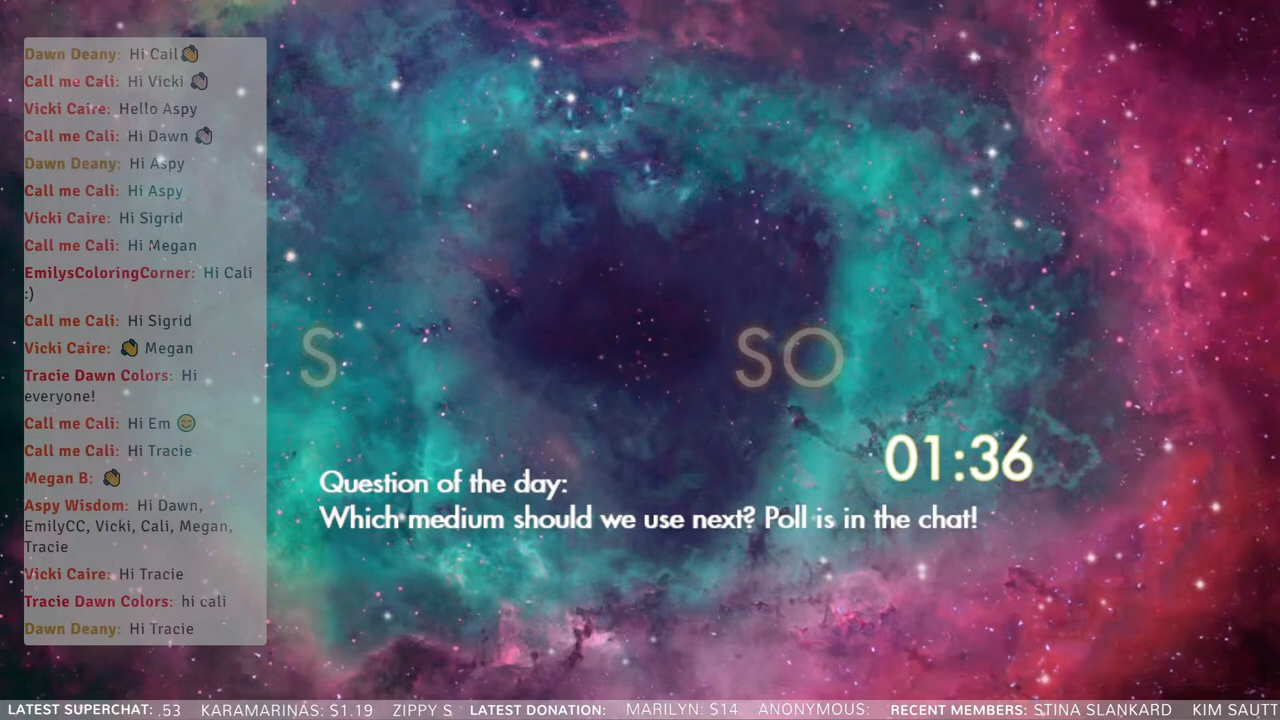 Dawn Deany: Hi Cail
Call me Cali: Hi Vicki
Vicki Caire: Hello Aspy
Call me Cali: Hi Dawn
Dawn Deany: Hi Aspy
Call me Cali: Hi Aspy
Vicki Caire: Hi Sigrid
Call me Cali: Hi Megan
EmilysColoringCorner: Hi Cali
:)
Call me Cali: Hi Sigrid
Vicki Caire: Megan
Tracie Dawn Colors: Hi
everyone!
Call me Cali: Hi Em
Call me Cali: Hi Tracie
Megan B:
Aspy Wisdom: Hi Dawn,
EmilyCC, Vicki, Cali, Megan,
Tracie
Vicki Caire: Hi Tracie
Tracie Dawn Colors: hi cali
Dawn Deany: Hi Tracie
S SO
01:36
Question of the day:
Which medium should we use next? Poll is in the chat!
LATEST SUPERCHAT: .53 KARAMARINAS: $1.19 ZIPPY S LATEST DONATION: MARILYN: $14 ANONYMOUS: RECENT MEMBERS: STINA SLANKARD KIM SAUTT